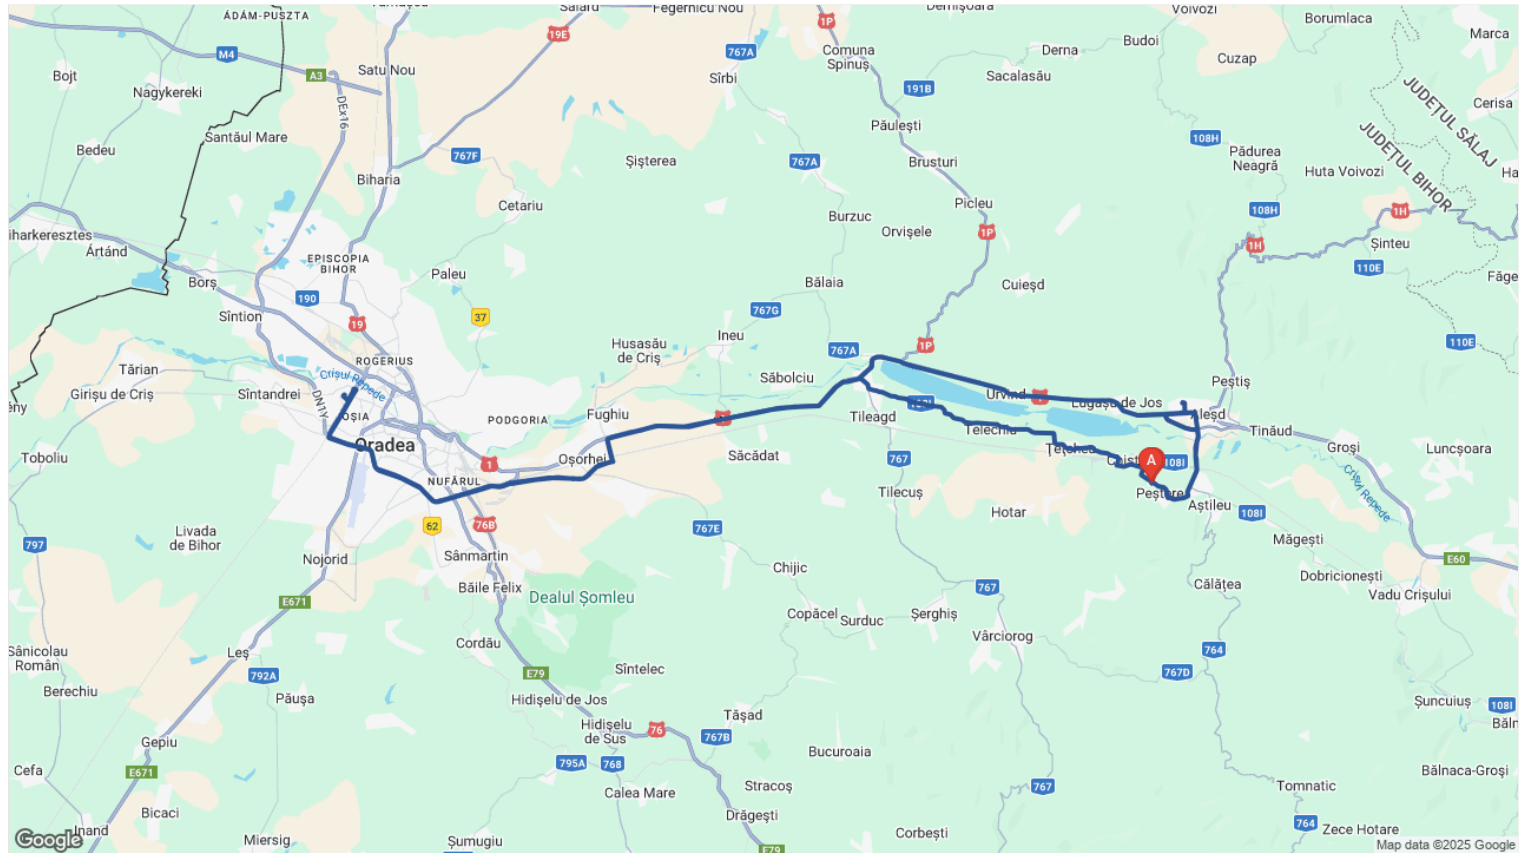 ÁDÁM-PUSZTA
Salard
Fegernicu Nou
Demișoara
Voivozi
Borumlaca
1P
19E
M4
A3
Satu Nou
767A
Sîrbi
Comuna
Spinuș
Derna
Budoi
Cuzap
Marca
Bojt
Nagykereki
DEx16
Sacalasău
191B
Cerisa
JUDEȚUL SĂLAJ
JUDEȚUL BIHOR
Santăul Mare
Bedeu
767F
Șișterea
767A
Păulești
Brusturi
108H
Pădurea
Neagră
Huta Voivozi
Ha
Biharia
Cetariu
Burzuc
Picleu
Orvișele
1P
108H
1H
1H
Șinteu
110E
Făge
iharkeresztes
Ártánd
EPISCOPIA
BIHOR
Borș
190
Paleu
Bălaia
Cuieșd
Sîntion
19
37
767G
Ineu
Husasău
de Criș
767A
1P
110E
ROGERIUS
Tărian
Crișul Repede
Săbolciu
Peștiș
Girișu de Criș
Sîntandrei
DN1V
ény
OȘIA
PODGORIA
Fughiu
Tileagd
Urvind
Lugașu de Jos
Aleșd
Oradea
Telechiu
Tinăud
Toboliu
1
Oșorhei
Săcădat
767
Țețchea
A
108I
Groși
Luncșoara
NUFĂRUL
Tilecuș
Peștere
Aștileu
Crișul Repede
62
76B
Hotar
108I
797
Livada
de Bihor
767E
Măgești
Nojorid
Sânmartin
Chijic
E60
Băile Felix
Dealul Șomleu
767
Călățea
Dobricionești
Vadu Crișului
E671
Copăcel
Surduc
Șerghiș
Vârciorog
Cordău
Sânicolau
Român
Leș
764
792A
Sîntelec
767D
Berechiu
Păușa
E79
Hidișelu de Jos
Șuncuiuș
108I
Tășad
Hidișelu
de Sus
76
767B
Băln
Gepiu
Bucuroaia
Cefa
E671
795A
768
Bălnaca-Groși
Stracoș
767
Tomnatic
Calea Mare
Bicaci
Drăgești
764
Zece Hotare
Inand
Miersig
Șumugiu
Corbești
E79
Google
Map data ©2025 Google